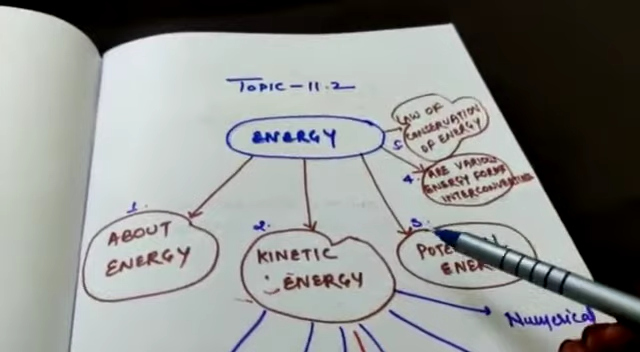 TOPIC - 11.2
ENERGY
5
LAW OF
CONSERVATION
OF ENERGY
4.
ARE VARIOUS
ENERGY FORMS
INTERCONVERTIBLE
1.
ABOUT
ENERGY
2.
KINETIC
ENERGY
3.
Numerical